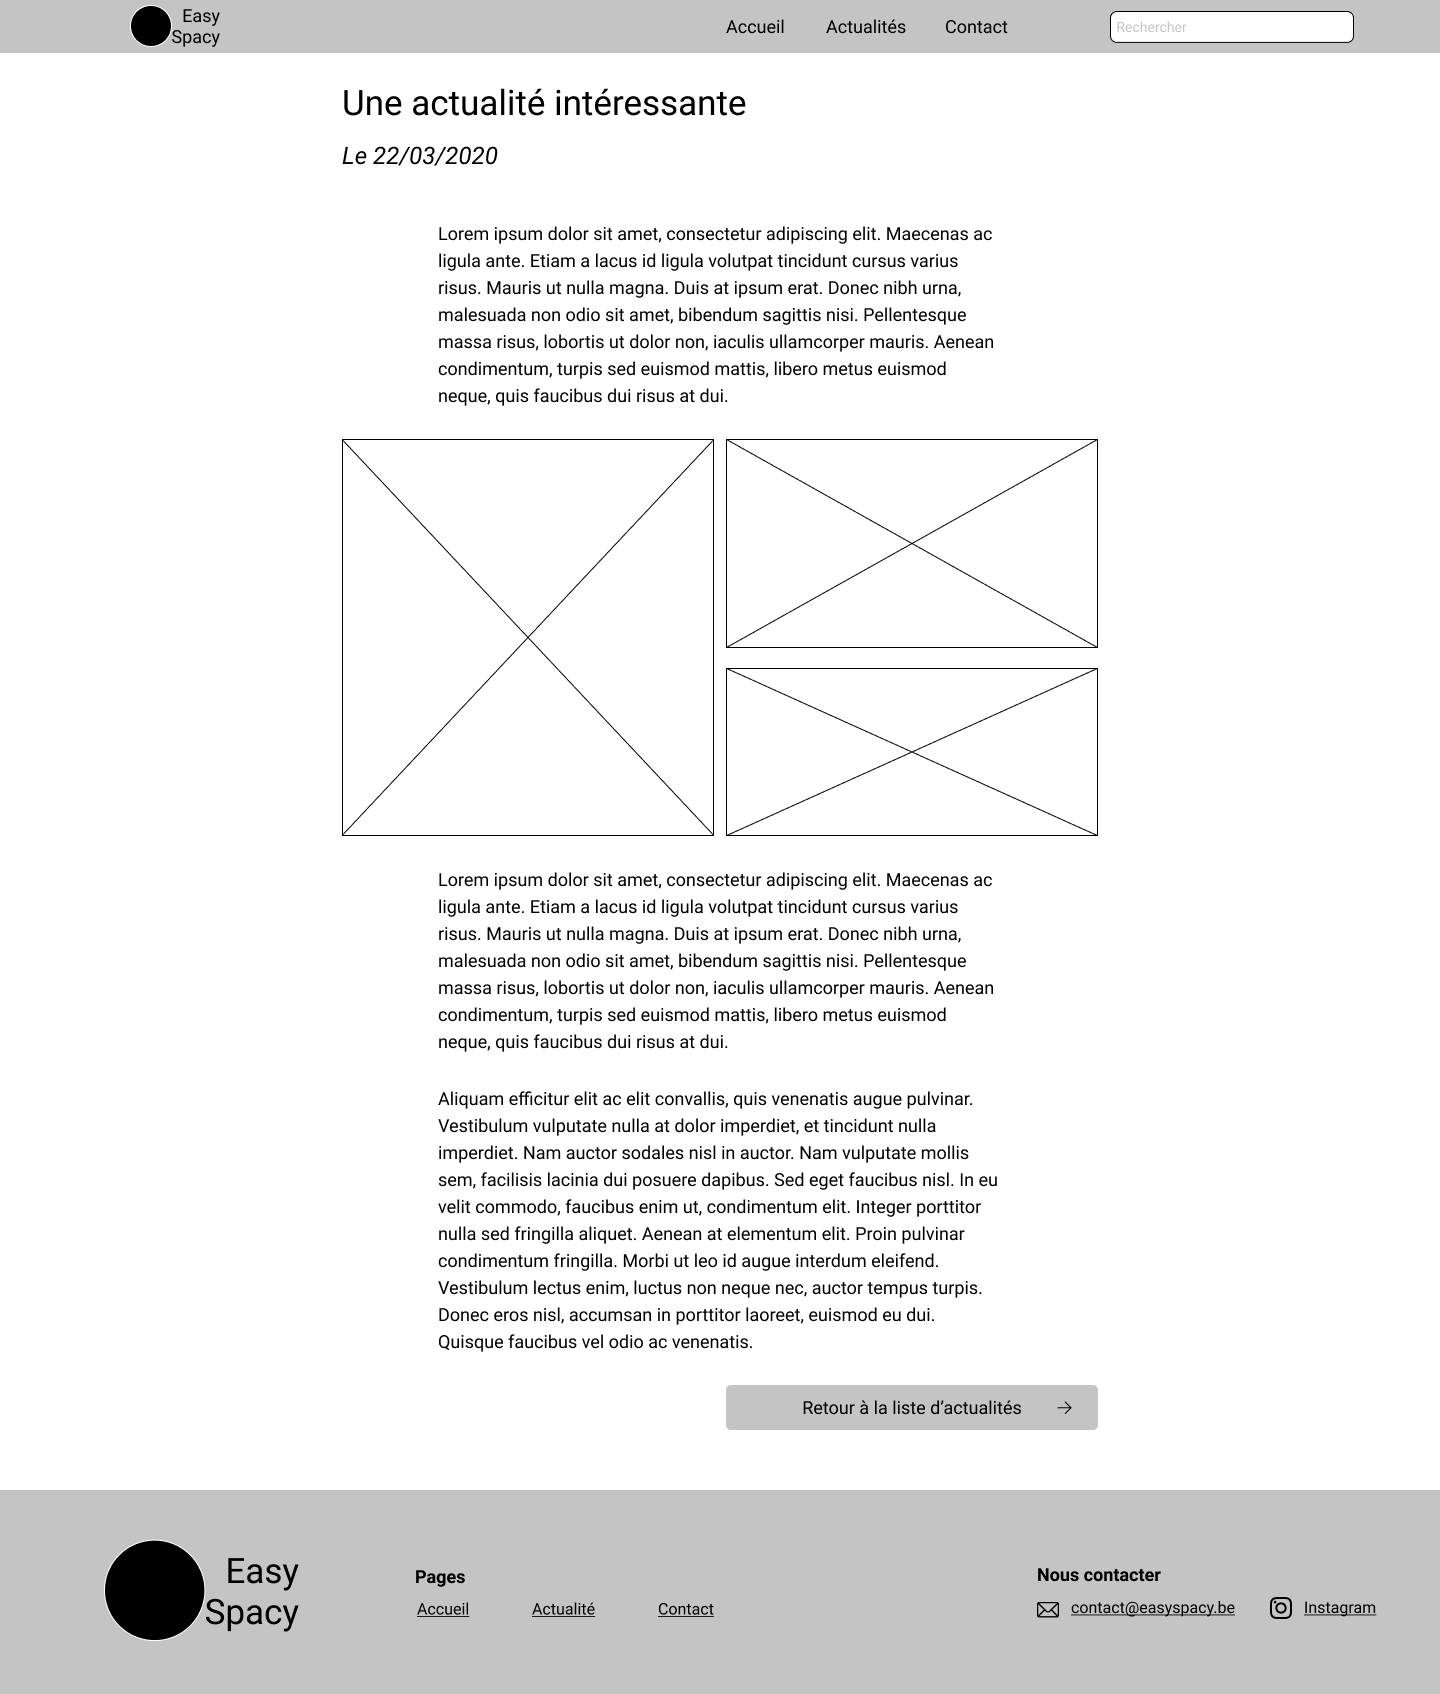 Easy
Spacy
Accueil
Actualités
Contact
Rechercher
Une actualité intéressante
Le 22/03/2020
Lorem ipsum dolor sit amet, consectetur adipiscing elit. Maecenas ac
ligula ante. Etiam a lacus id ligula volutpat tincidunt cursus varius
risus. Mauris ut nulla magna. Duis at ipsum erat. Donec nibh urna,
malesuada non odio sit amet, bibendum sagittis nisi. Pellentesque
massa risus, lobortis ut dolor non, iaculis ullamcorper mauris. Aenean
condimentum, turpis sed euismod mattis, libero metus euismod
neque, quis faucibus dui risus at dui.
Lorem ipsum dolor sit amet, consectetur adipiscing elit. Maecenas ac
ligula ante. Etiam a lacus id ligula volutpat tincidunt cursus varius
risus. Mauris ut nulla magna. Duis at ipsum erat. Donec nibh urna,
malesuada non odio sit amet, bibendum sagittis nisi. Pellentesque
massa risus, lobortis ut dolor non, iaculis ullamcorper mauris. Aenean
condimentum, turpis sed euismod mattis, libero metus euismod
neque, quis faucibus dui risus at dui.
Aliquam efficitur elit ac elit convallis, quis venenatis augue pulvinar.
Vestibulum vulputate nulla at dolor imperdiet, et tincidunt nulla
imperdiet. Nam auctor sodales nisl in auctor. Nam vulputate mollis
sem, facilisis lacinia dui posuere dapibus. Sed eget faucibus nisl. In eu
velit commodo, faucibus enim ut, condimentum elit. Integer porttitor
nulla sed fringilla aliquet. Aenean at elementum elit. Proin pulvinar
condimentum fringilla. Morbi ut leo id augue interdum eleifend.
Vestibulum lectus enim, luctus non neque nec, auctor tempus turpis.
Donec eros nisl, accumsan in porttitor laoreet, euismod eu dui.
Quisque faucibus vel odio ac venenatis.
Retour à la liste d’actualités
Easy
Spacy
Pages
Accueil
Actualité
Contact
Nous contacter
contact@easyspacy.be
Instagram